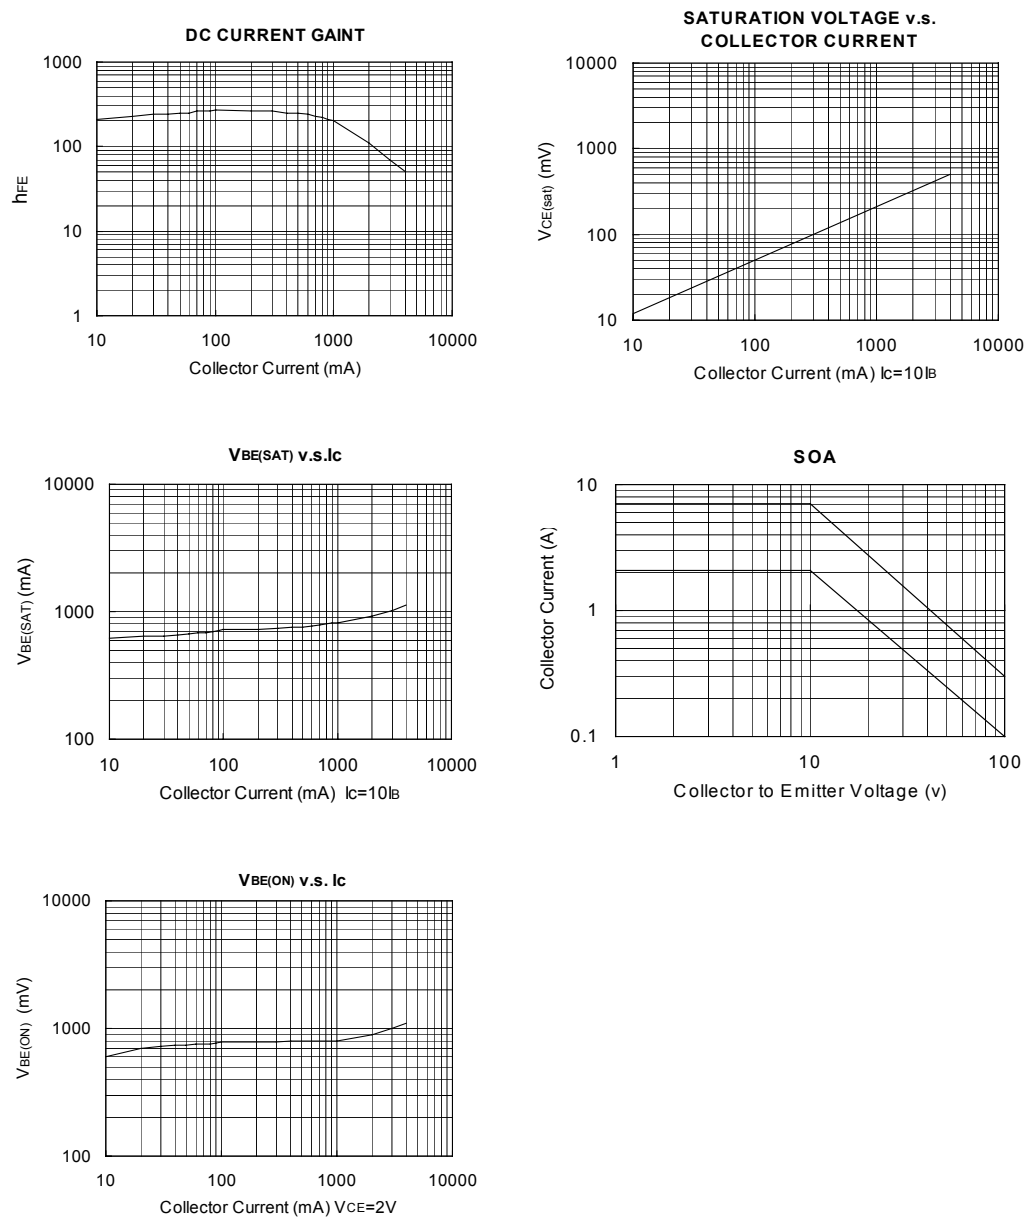 DC CURRENT GAINT
1000
100
10
1
hFE
10 100 1000 10000
Collector Current (mA)
SATURATION VOLTAGE v.s.
COLLECTOR CURRENT
10000
1000
100
10
VCE(sat) (mV)
10 100 1000 10000
Collector Current (mA) Ic=10IB
VBE(SAT) v.s.Ic
10000
1000
100
VBE(SAT) (mA)
10 100 1000 10000
Collector Current (mA) Ic=10IB
SOA
10
1
0.1
Collector Current (A)
1 10 100
Collector to Emitter Voltage (v)
VBE(ON) v.s. Ic
10000
1000
100
VBE(ON) (mV)
10 100 1000 10000
Collector Current (mA) VCE=2V